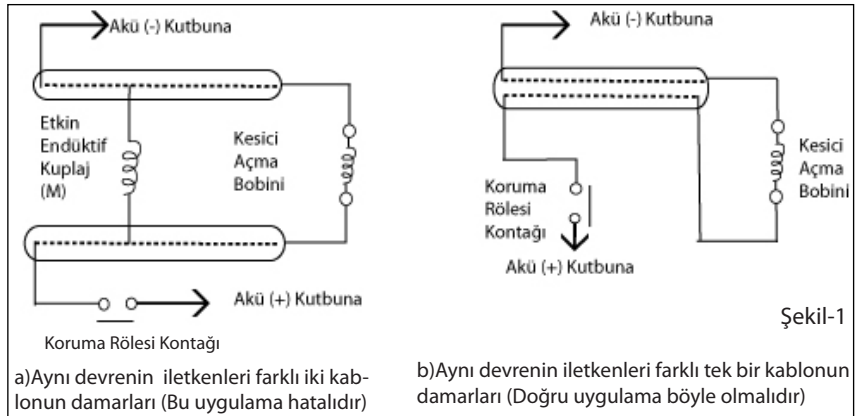 Akü (-) Kutbuna
Etkin
Endüktif
Kuplaj
(M)
Kesici
Açma
Bobini
Akü (+) Kutbuna
Koruma Rölesi Kontağı
a)Aynı devrenin iletkenleri farklı iki kab-
lonun damarları (Bu uygulama hatalıdır)
Akü (-) Kutbuna
Kesici
Açma
Bobini
Koruma
Rölesi
Kontağı
Akü (+) Kutbuna
Şekil-1
b)Aynı devrenin iletkenleri farklı tek bir kablonun
damarları (Doğru uygulama böyle olmalıdır)